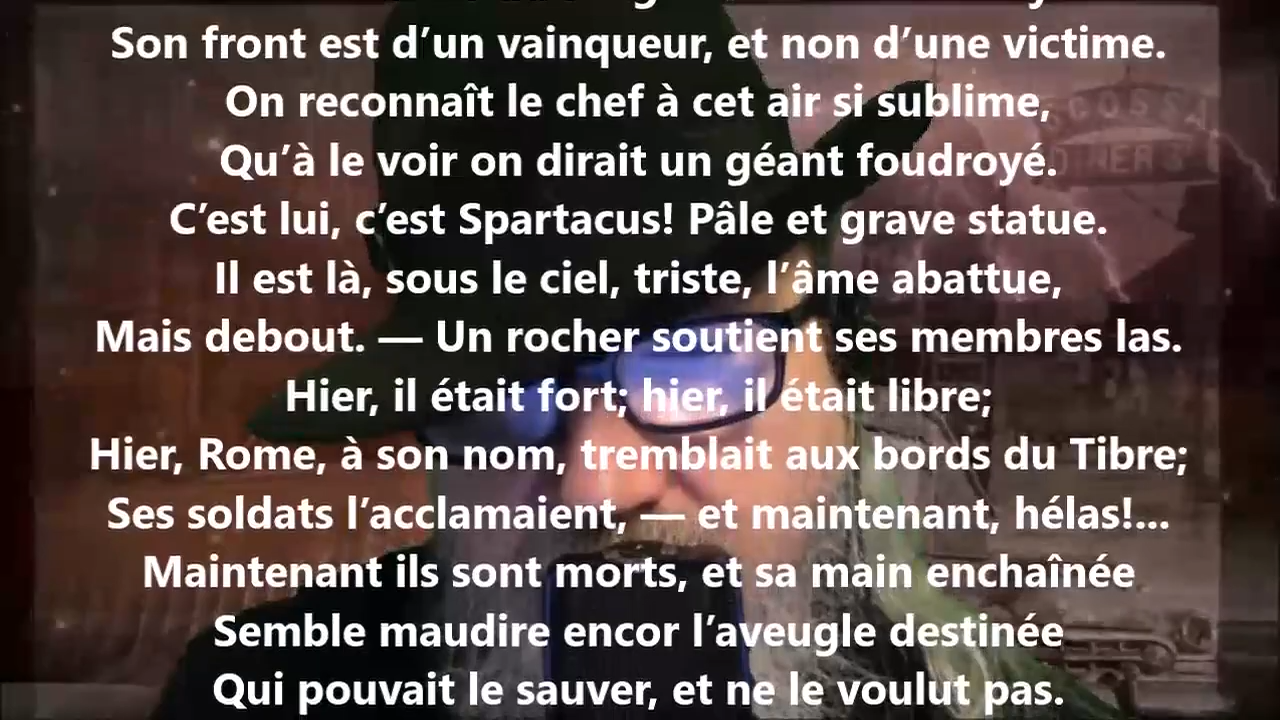 Son front est d’un vainqueur, et non d’une victime.
On reconnaît le chef à cet air si sublime,
Qu’à le voir on dirait un géant foudroyé.
C’est lui, c’est Spartacus! Pâle et grave statue.
Il est là, sous le ciel, triste, l’âme abattue,
Mais debout. — Un rocher soutient ses membres las.
Hier, il était fort; hier, il était libre;
Hier, Rome, à son nom, tremblait aux bords du Tibre;
Ses soldats l’acclamaient, — et maintenant, hélas!...
Maintenant ils sont morts, et sa main enchaînée
Semble maudire encor l’aveugle destinée
Qui pouvait le sauver, et ne le voulut pas.